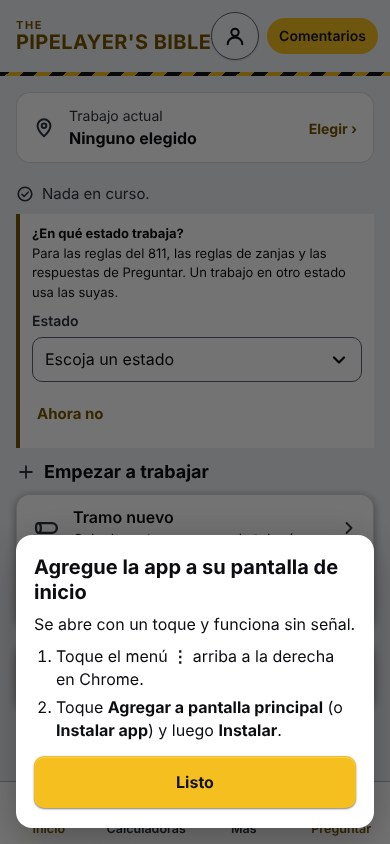 THE
PIPELAYER'S BIBLE
Comentarios
Trabajo actual
Ninguno elegido
Elegir ›
Nada en curso.
¿En qué estado trabaja?
Para las reglas del 811, las reglas de zanjas y las
respuestas de Preguntar. Un trabajo en otro estado
usa las suyas.
Estado
Escoja un estado
Ahora no
Empezar a trabajar
Tramo nuevo
Agregue la app a su pantalla de
inicio
Se abre con un toque y funciona sin señal.
1. Toque el menú ⋮ arriba a la derecha
en Chrome.
2. Toque Agregar a pantalla principal (o
Instalar app) y luego Instalar.
Listo
Inicio
Calculadoras
Más
Preguntar